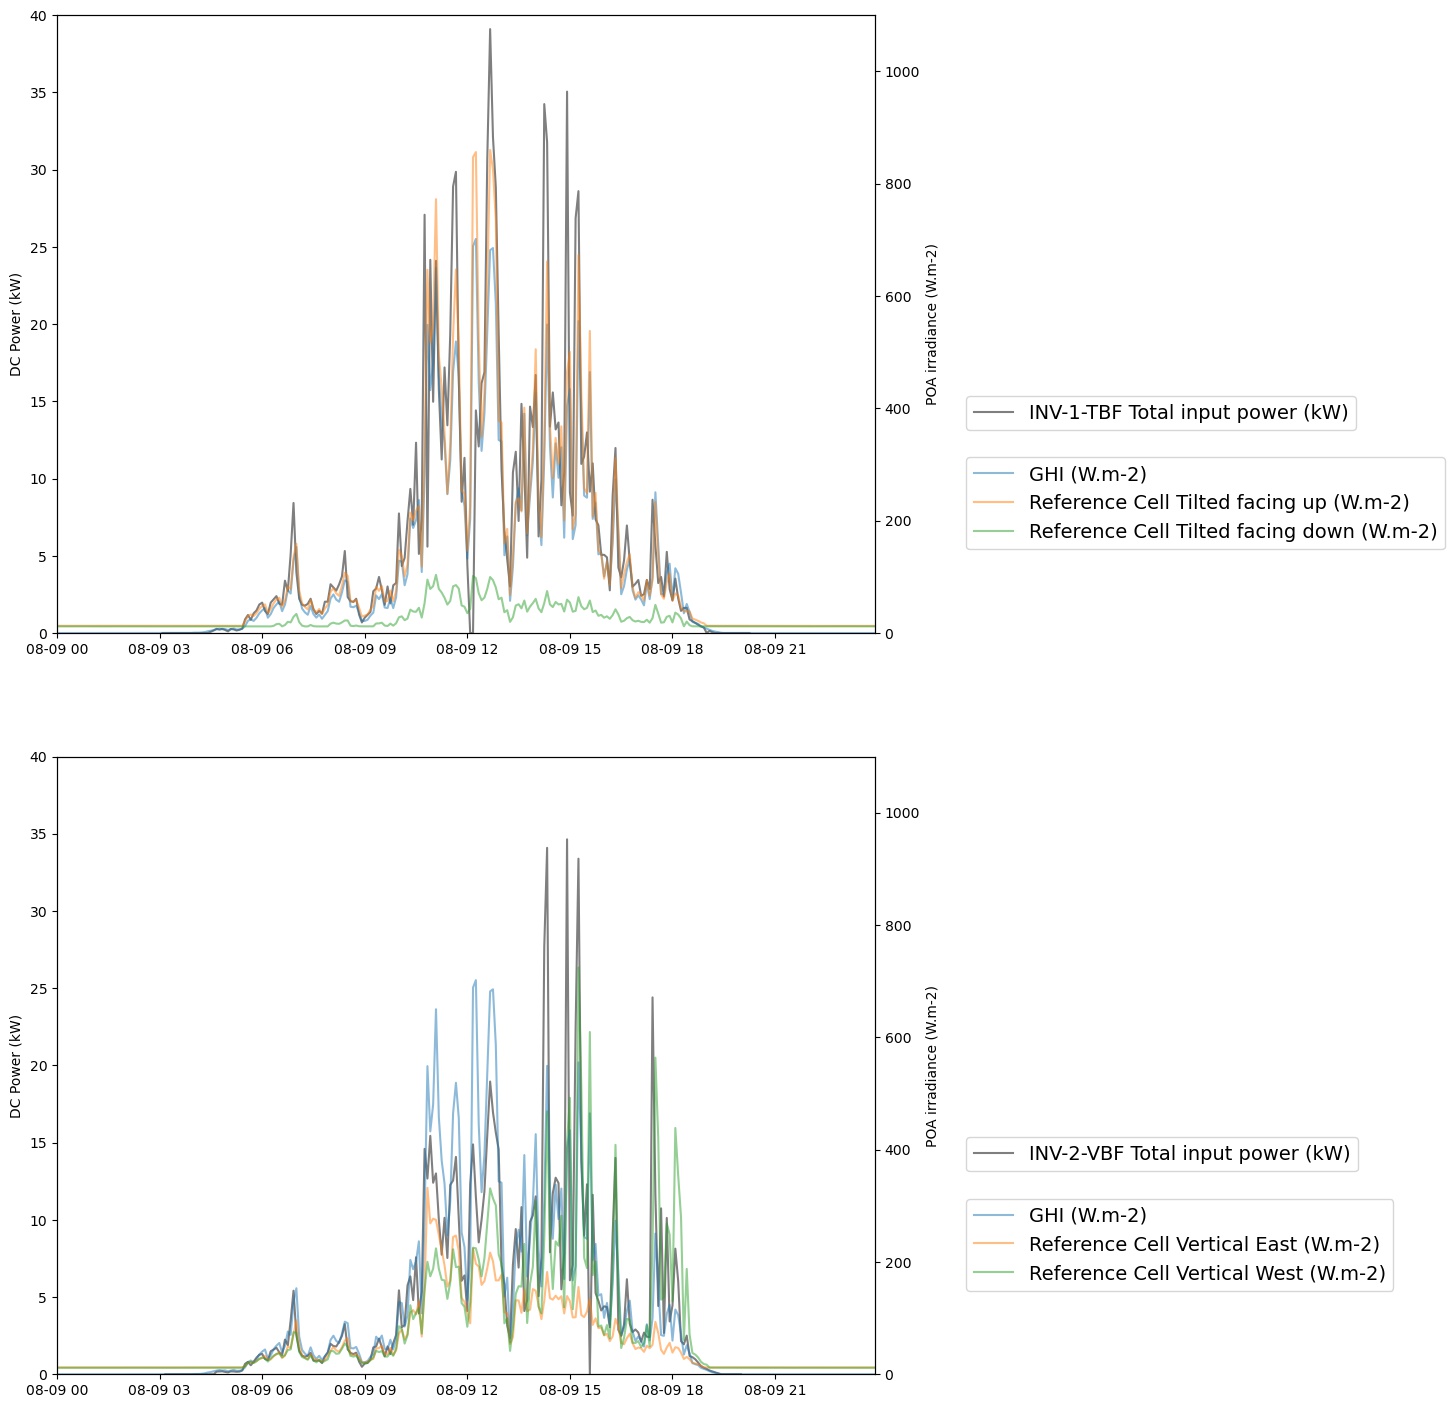 40
35
30
25
20
15
10
5
0
DC Power (kW)
1000
800
600
400
200
0
POA irradiance (W.m-2)
08-09 00 08-09 03 08-09 06 08-09 09 08-09 12 08-09 15 08-09 18 08-09 21
INV-1-TBF Total input power (kW)
GHI (W.m-2)
Reference Cell Tilted facing up (W.m-2)
Reference Cell Tilted facing down (W.m-2)
40
35
30
25
20
15
10
5
0
DC Power (kW)
1000
800
600
400
200
0
POA irradiance (W.m-2)
08-09 00 08-09 03 08-09 06 08-09 09 08-09 12 08-09 15 08-09 18 08-09 21
INV-2-VBF Total input power (kW)
GHI (W.m-2)
Reference Cell Vertical East (W.m-2)
Reference Cell Vertical West (W.m-2)